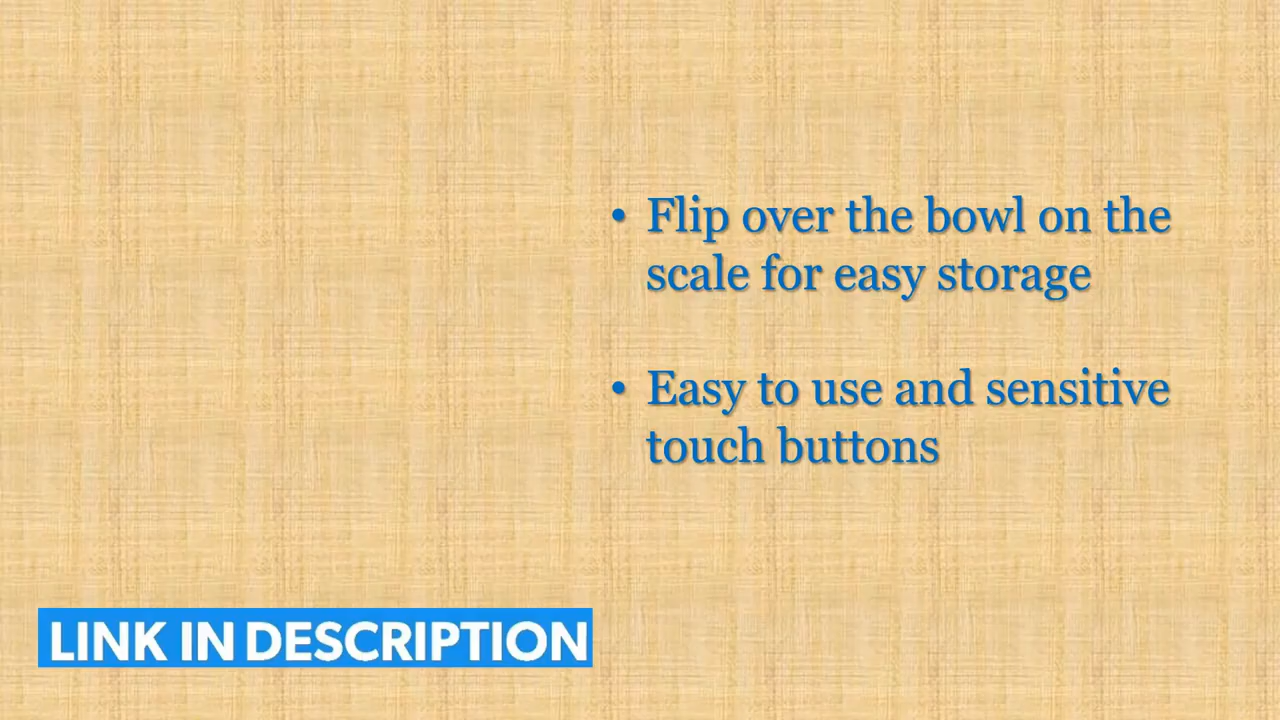 • Flip over the bowl on the
scale for easy storage
• Easy to use and sensitive
touch buttons
LINK IN DESCRIPTION